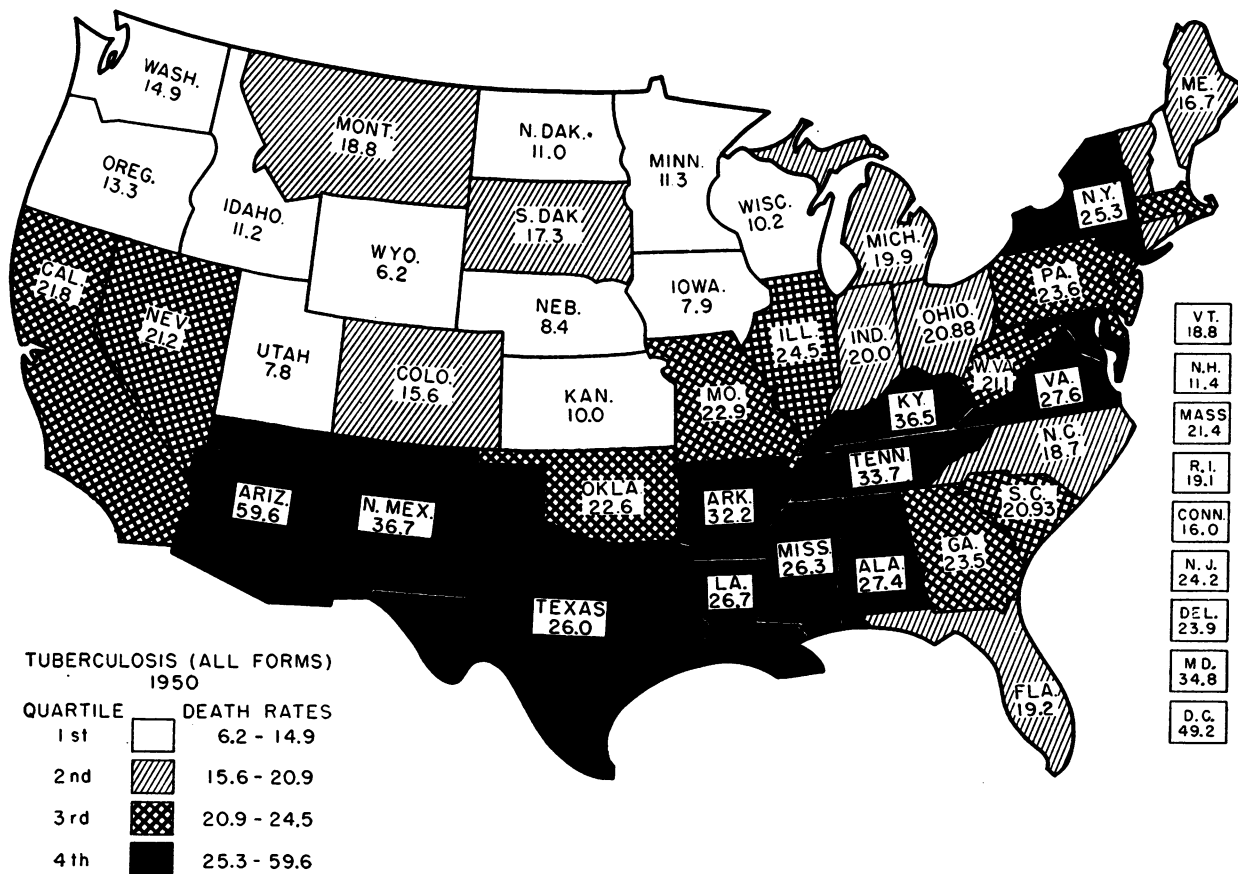 WASH.
14.9
OREG.
13.3
CAL.
21.8
NEV.
21.2
IDAHO.
11.2
MONT.
18.8
WYO.
6.2
UTAH
7.8
COLO.
15.6
ARIZ.
59.6
N. MEX.
36.7
N. DAK.
11.0
S. DAK.
17.3
NEB.
8.4
KAN.
10.0
OKLA.
22.6
TEXAS
26.0
MINN.
11.3
IOWA.
7.9
MO.
22.9
ARK.
32.2
LA.
26.7
WISC.
10.2
ILL.
24.5
MICH.
19.9
IND.
20.0
OHIO.
20.88
KY.
36.5
TENN.
33.7
MISS.
26.3
ALA.
27.4
GA.
23.5
FLA.
19.2
S.C.
20.93
N.C.
18.7
VA.
27.6
W.VA.
21.1
PA.
23.6
N.Y.
25.3
ME.
16.7
VT.
18.8
N.H.
11.4
MASS
21.4
R.I.
19.1
CONN.
16.0
N.J.
24.2
DEL.
23.9
MD.
34.8
D.C.
49.2
TUBERCULOSIS (ALL FORMS)
1950
QUARTILE DEATH RATES
1st 6.2 - 14.9
2nd 15.6 - 20.9
3rd 20.9 - 24.5
4th 25.3 - 59.6